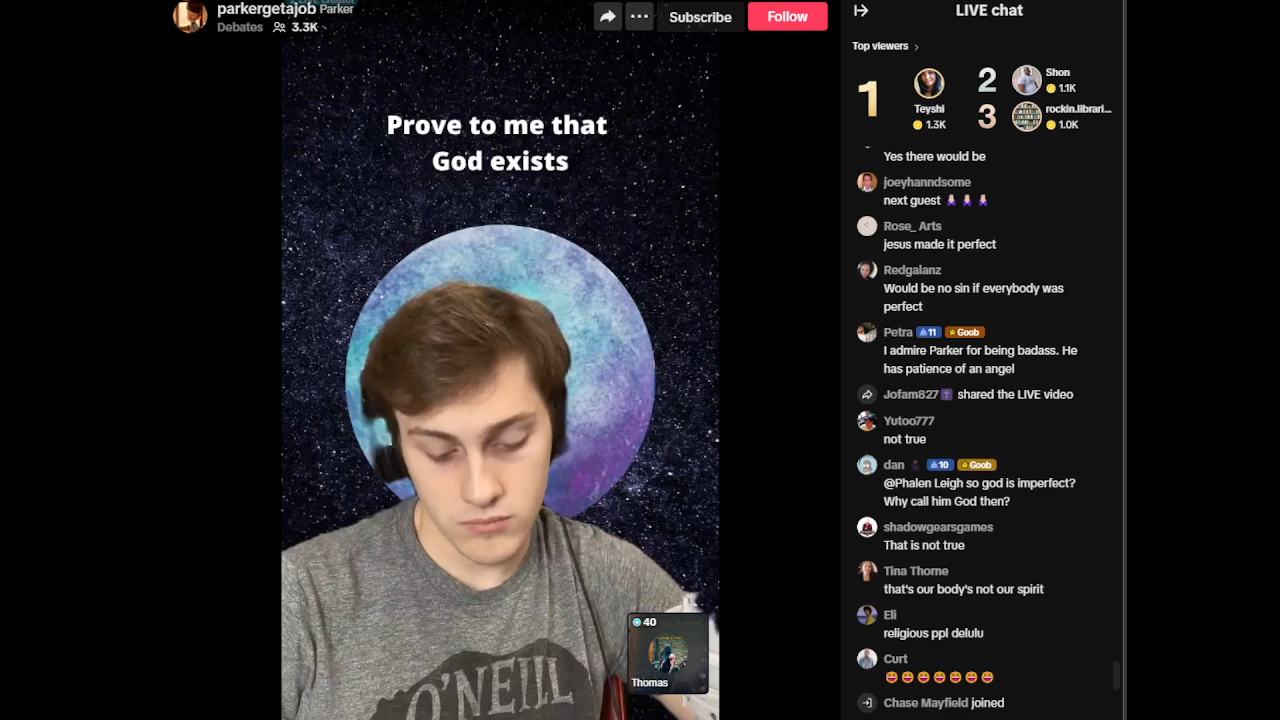 parkergetajob Parker
Debates 3.3K
Subscribe
Follow
Prove to me that
God exists
O'NEILL
40
Thomas
LIVE chat
Top viewers
1
Teyshi
1.3K
2
Shon
1.1K
3
rockin.librari...
1.0K
Yes there would be
joeyhanndsome
next guest
Rose_ Arts
jesus made it perfect
Redgalanz
Would be no sin if everybody was
perfect
Petra 11 Goob
I admire Parker for being badass. He
has patience of an angel
Jofam827 shared the LIVE video
Yutoo777
not true
dan 10 Goob
@Phalen Leigh so god is imperfect?
Why call him God then?
shadowgearsgames
That is not true
Tina Thorne
that's our body's not our spirit
Eli
religious ppl delulu
Curt
Chase Mayfield joined